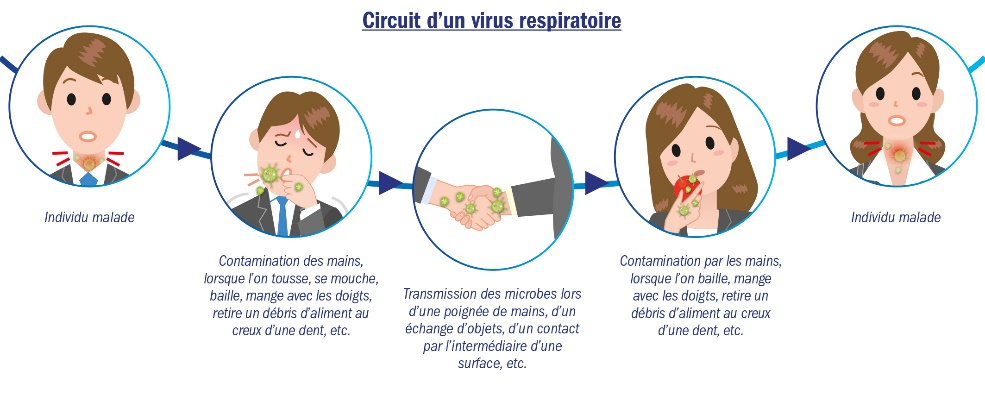 Circuit d'un virus respiratoire
Individu malade
Contamination des mains,
lorsque l'on tousse, se mouche,
baille, mange avec les doigts,
retire un débris d'aliment au
creux d'une dent, etc.
Transmission des microbes lors
d'une poignée de mains, d'un
échange d'objets, d'un contact
par l'intermédiaire d'une
surface, etc.
Contamination par les mains,
lorsque l'on baille, mange
avec les doigts, retire un
débris d'aliment au creux
d'une dent, etc.
Individu malade